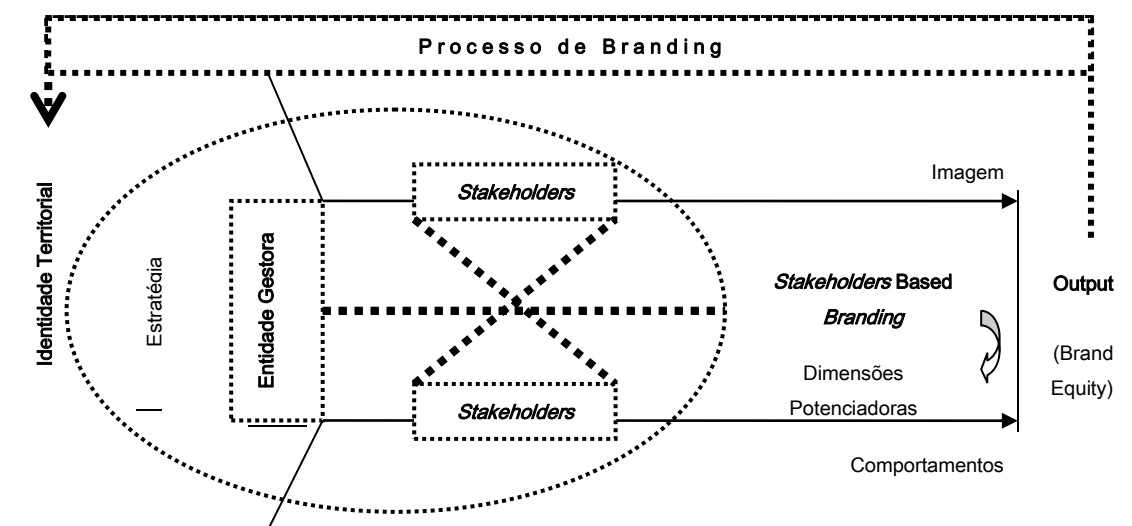 Processo de Branding
Identidade Territorial
Estratégia
Entidade Gestora
Stakeholders
Stakeholders
Imagem
Stakeholders Based
Branding
Dimensões
Potenciadoras
Comportamentos
Output
(Brand
Equity)